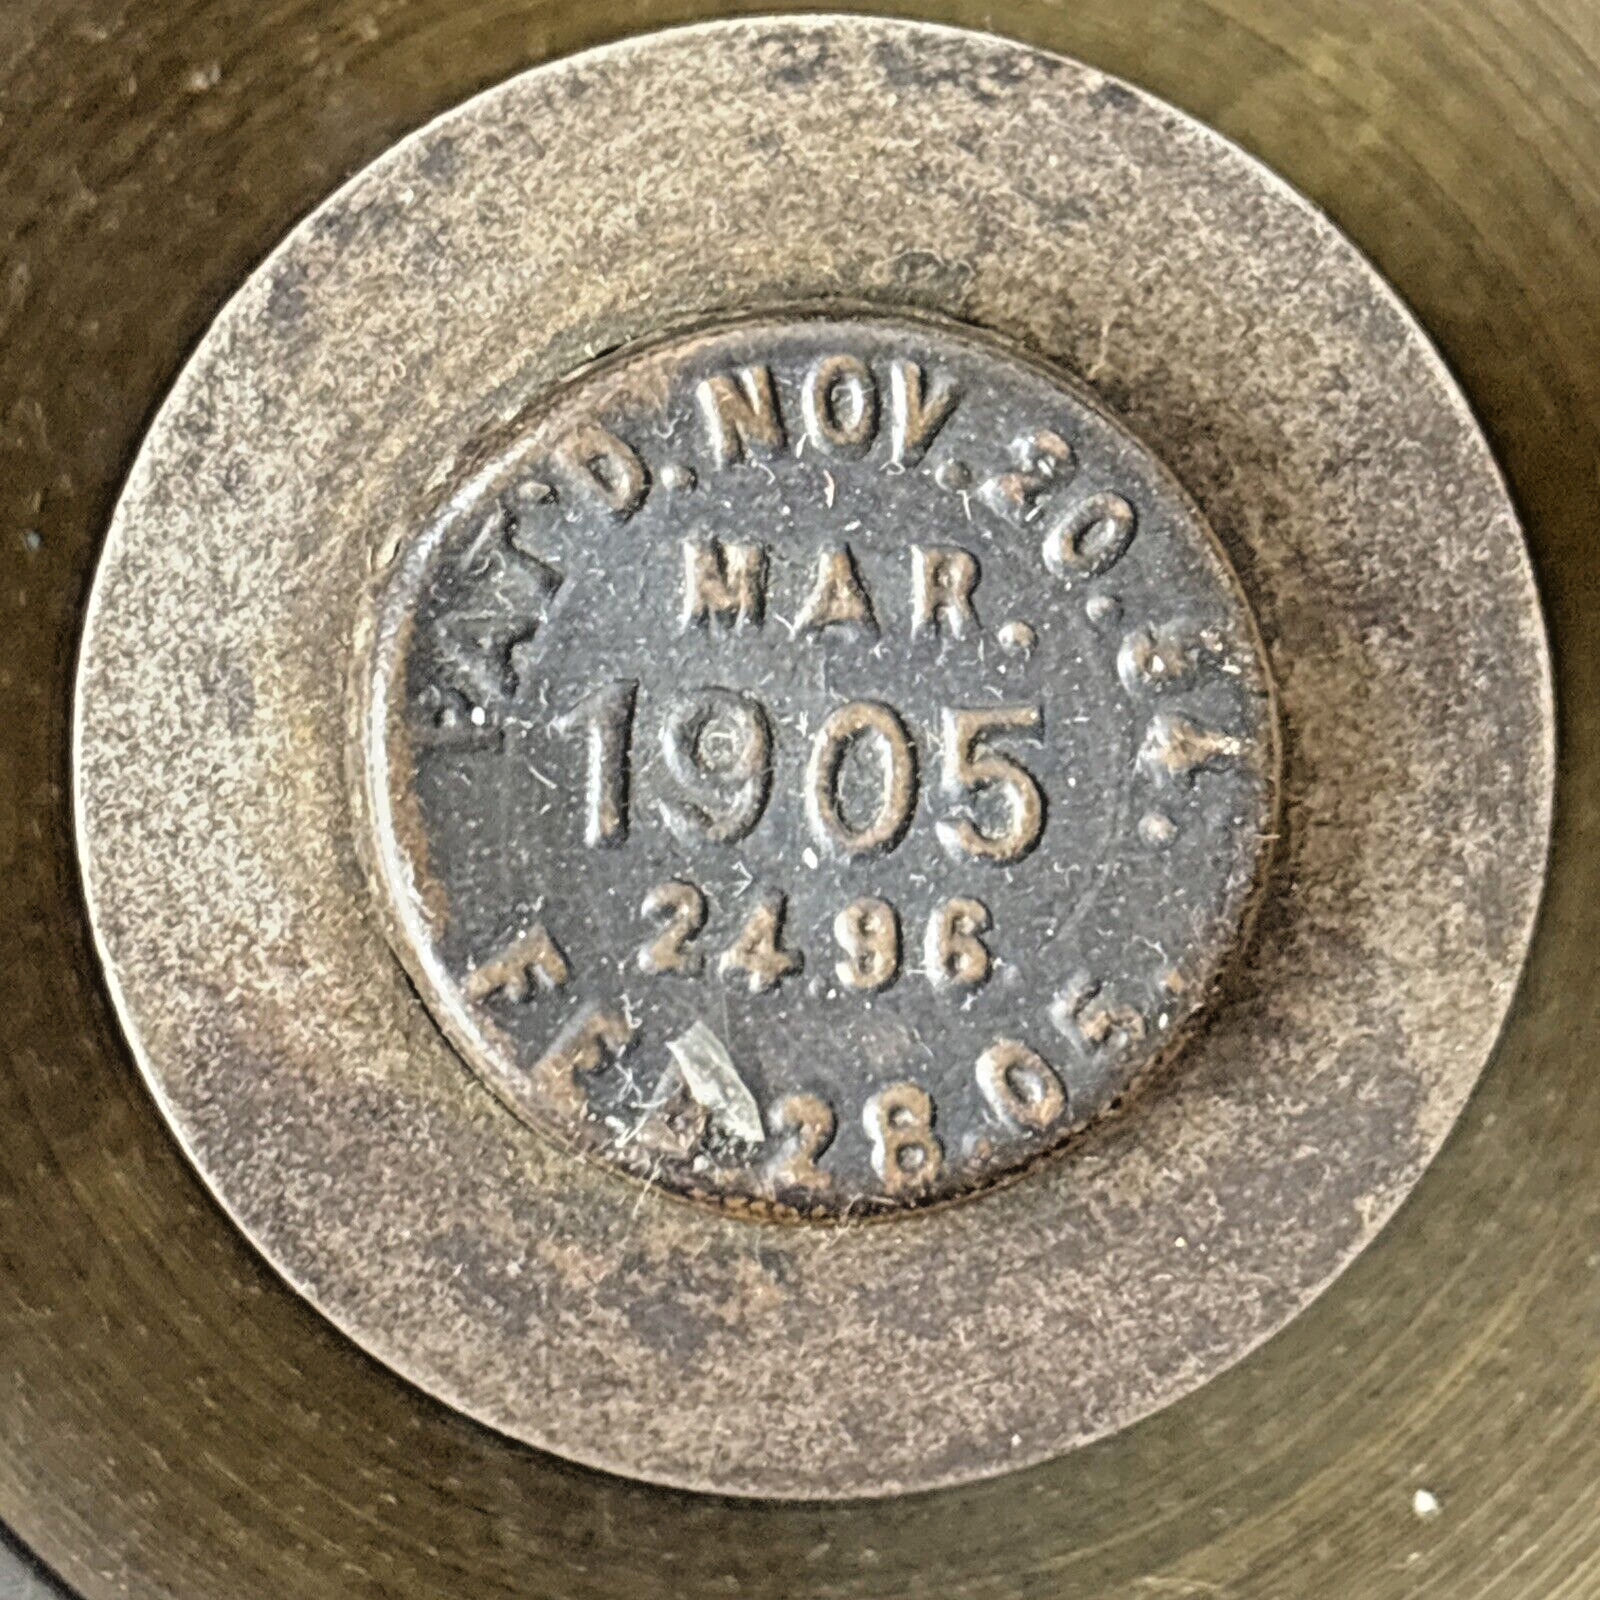 PAT'D. NOV. 20. 94.
MAR.
1905
2496
FEB 28. 05.